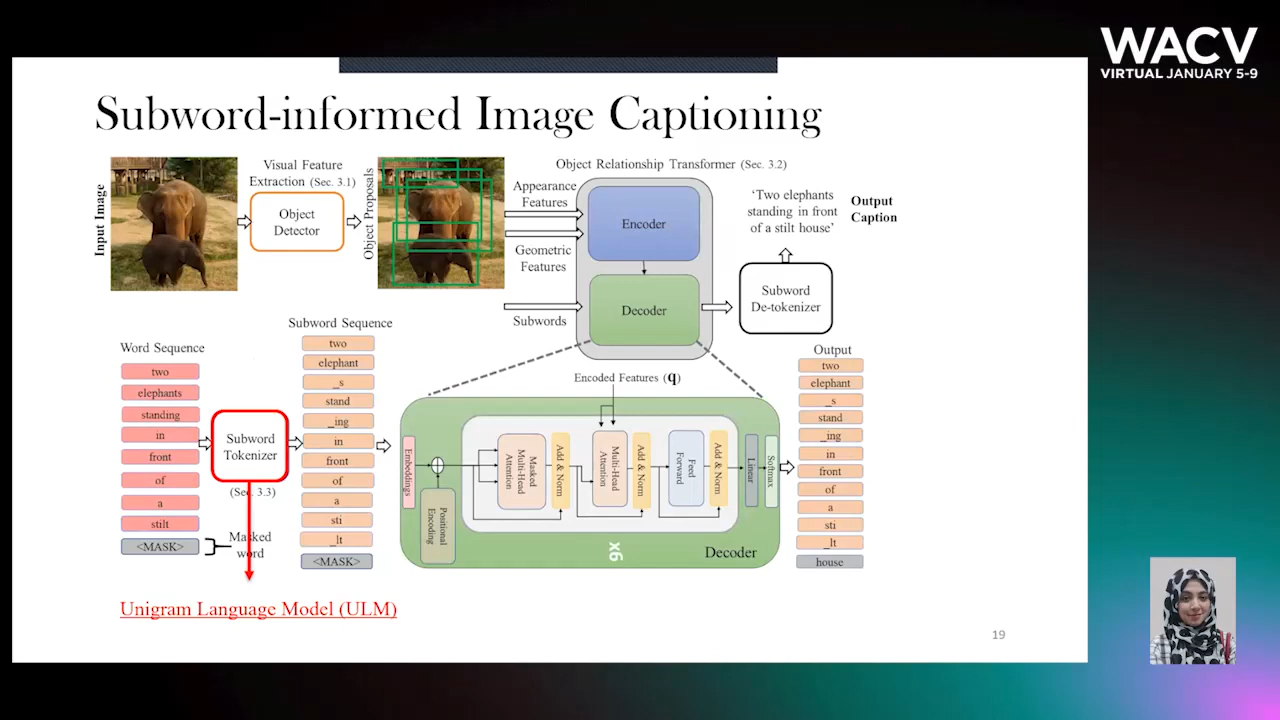 WACV
VIRTUAL JANUARY 5-9
Subword-informed Image Captioning
Input Image
Visual Feature
Extraction (Sec. 3.1)
Object
Detector
Object Proposals
Object Relationship Transformer (Sec. 3.2)
Appearance
Features
Geometric
Features
Subwords
Encoder
Decoder
'Two elephants
standing in front
of a stilt house'
Output
Caption
Subword
De-tokenizer
Word Sequence
two
elephants
standing
in
front
of
a
stilt
<MASK>
Masked
word
Subword
Tokenizer
(Sec. 3.3)
Subword Sequence
two
elephant
_s
stand
_ing
in
front
of
a
sti
_lt
<MASK>
Encoded Features (q)
Embeddings
Positional
Encoding
Masked
Multi-Head
Attention
Add & Norm
Multi-Head
Attention
Add & Norm
Feed
Forward
Add & Norm
Linear
Softmax
x6
Decoder
Output
two
elephant
_s
stand
_ing
in
front
of
a
sti
_lt
house
Unigram Language Model (ULM)
19